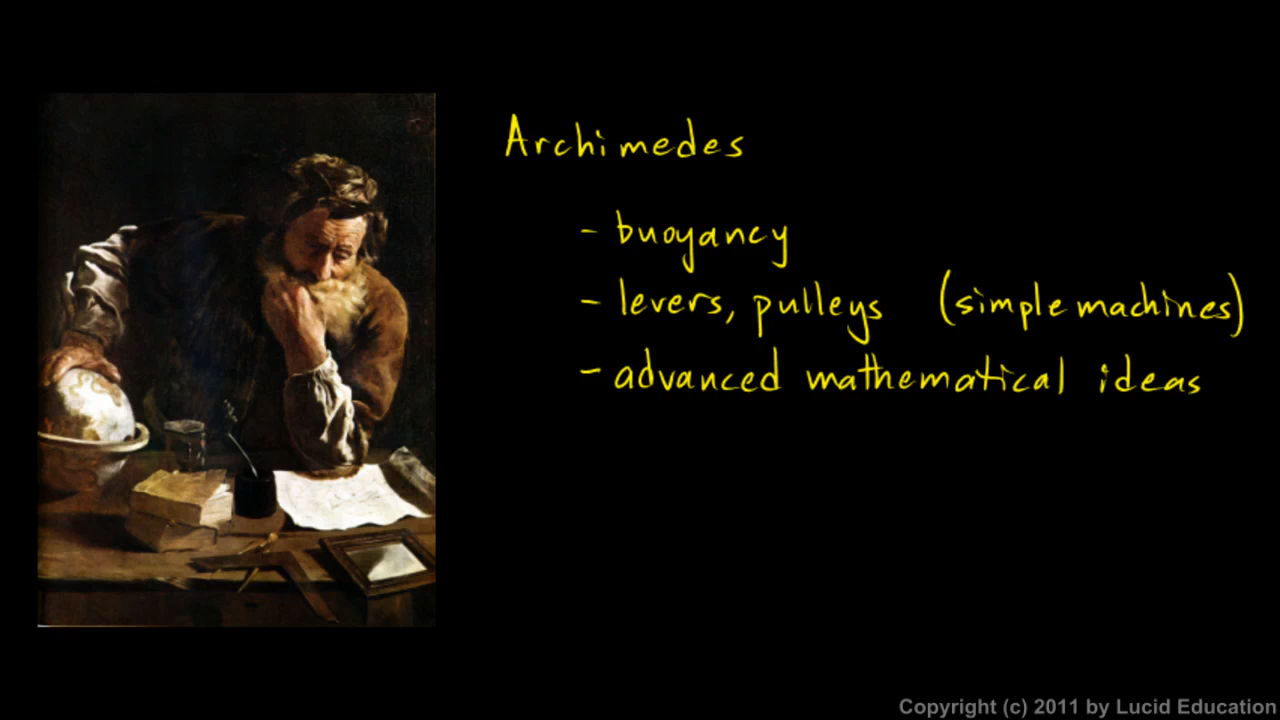 Archimedes
- buoyancy
- levers, pulleys (simple machines)
- advanced mathematical ideas
Copyright (c) 2011 by Lucid Education